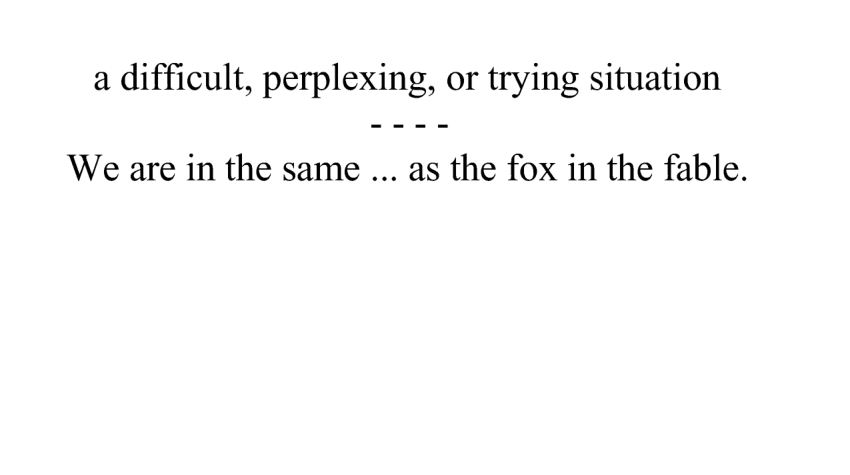 a difficult, perplexing, or trying situation
- - - -
We are in the same ... as the fox in the fable.